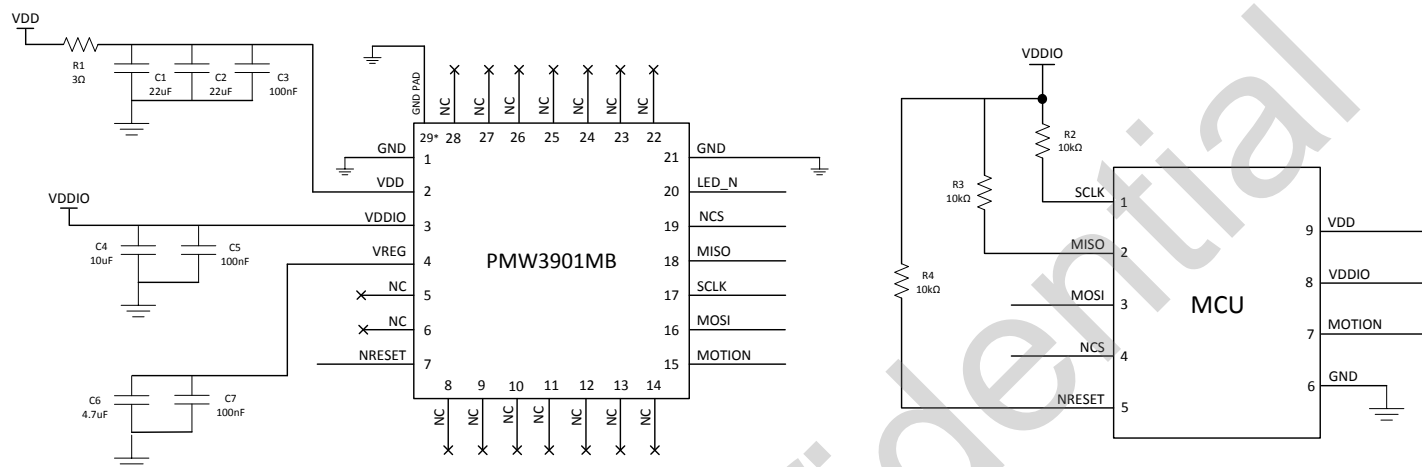 VDD
R1
3Ω
C1
22uF
C2
22uF
C3
100nF
VDDIO
C4
10uF
C5
100nF
C6
4.7uF
C7
100nF
GND PAD
NC
NC
NC
NC
NC
NC
NC
29*
28
27
26
25
24
23
22
GND
1
VDD
2
VDDIO
3
VREG
4
NC
5
NC
6
NRESET
7
PMW3901MB
21
GND
20
LED_N
19
NCS
18
MISO
17
SCLK
16
MOSI
15
MOTION
8
9
10
11
12
13
14
NC
NC
NC
NC
NC
NC
NC
VDDIO
R2
10kΩ
R3
10kΩ
R4
10kΩ
SCLK
1
MISO
2
MOSI
3
NCS
4
NRESET
5
MCU
9
VDD
8
VDDIO
7
MOTION
6
GND
fidential